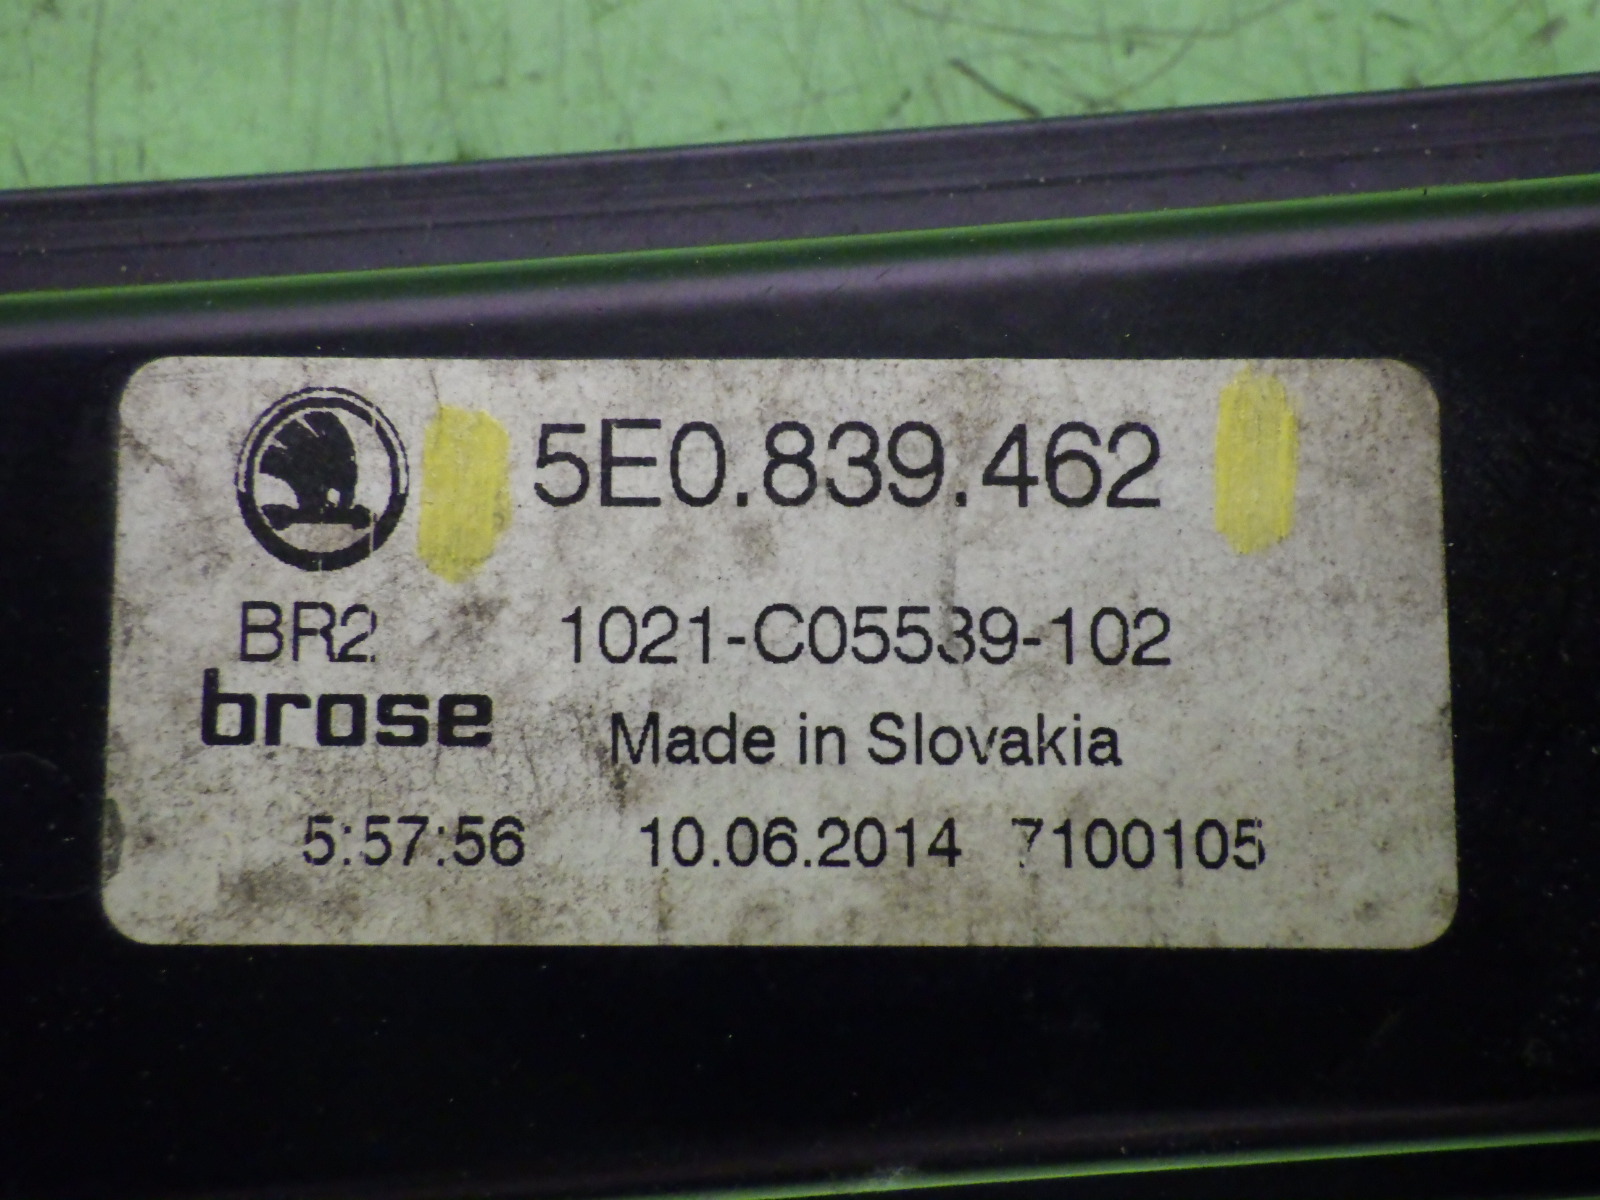 5E0.839.462
BR2 1021-C05539-102
brose Made in Slovakia
5:57:56 10.06.2014 7100105